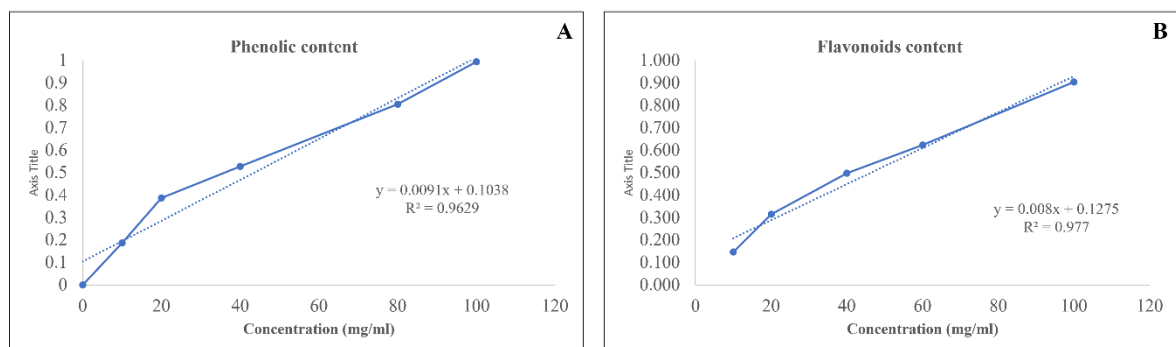 A
Phenolic content
1
0.9
0.8
0.7
0.6
0.5
0.4
0.3
0.2
0.1
0
Axis Title
y = 0.0091x + 0.1038
R² = 0.9629
0 20 40 60 80 100 120
Concentration (mg/ml)
B
Flavonoids content
1.000
0.900
0.800
0.700
0.600
0.500
0.400
0.300
0.200
0.100
0.000
Axis Title
y = 0.008x + 0.1275
R² = 0.977
0 20 40 60 80 100 120
Concentration (mg/ml)